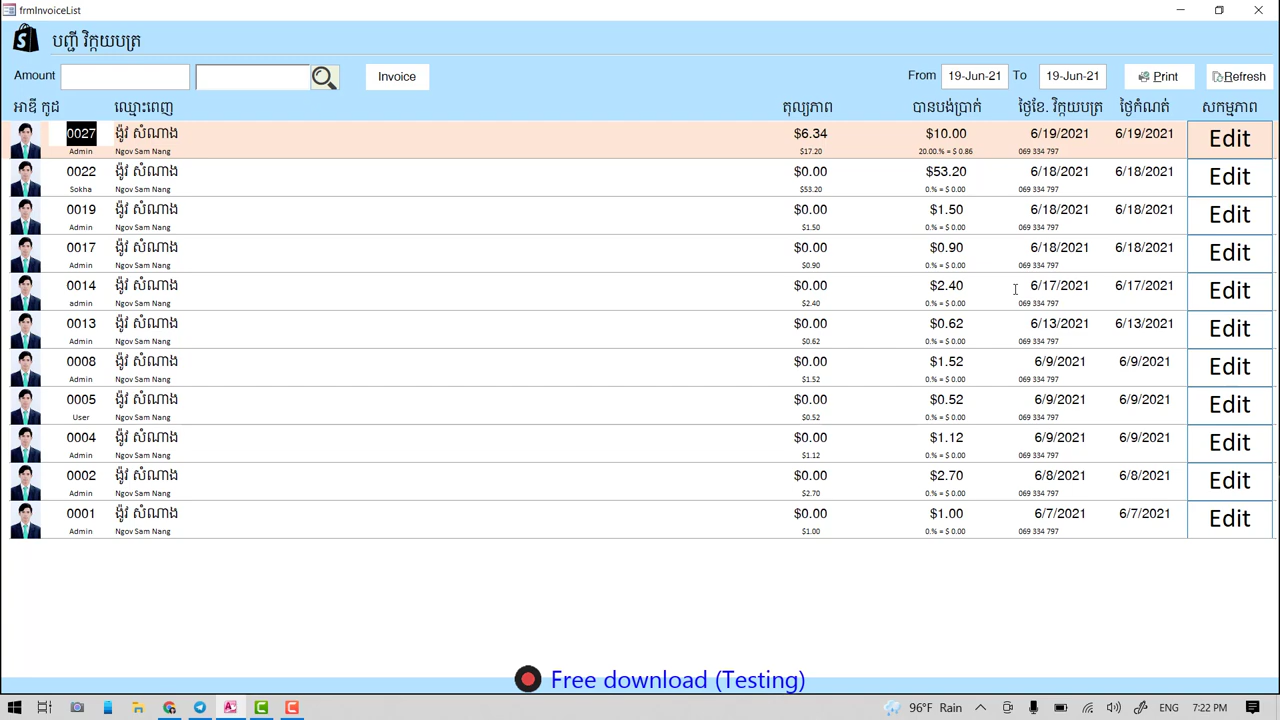 frmInvoiceList
បញ្ជី វិក្កយបត្រ
Amount Invoice From 19-Jun-21 To 19-Jun-21 Print Refresh
អាឌី កូដ ឈ្មោះពេញ តុល្យភាព បានបង់ប្រាក់ ថ្ងៃខែ. វិក្កយបត្រ ថ្ងៃកំណត់ សកម្មភាព
0027 ង៉ូវ សំណាង $6.34 $10.00 6/19/2021 6/19/2021 Edit
Admin Ngov Sam Nang $17.20 20.00.% = $ 0.86 069 334 797
0022 ង៉ូវ សំណាង $0.00 $53.20 6/18/2021 6/18/2021 Edit
Sokha Ngov Sam Nang $53.20 0.% = $ 0.00 069 334 797
0019 ង៉ូវ សំណាង $0.00 $1.50 6/18/2021 6/18/2021 Edit
Admin Ngov Sam Nang $1.50 0.% = $ 0.00 069 334 797
0017 ង៉ូវ សំណាង $0.00 $0.90 6/18/2021 6/18/2021 Edit
Admin Ngov Sam Nang $0.90 0.% = $ 0.00 069 334 797
0014 ង៉ូវ សំណាង $0.00 $2.40 6/17/2021 6/17/2021 Edit
admin Ngov Sam Nang $2.40 0.% = $ 0.00 069 334 797
0013 ង៉ូវ សំណាង $0.00 $0.62 6/13/2021 6/13/2021 Edit
Admin Ngov Sam Nang $0.62 0.% = $ 0.00 069 334 797
0008 ង៉ូវ សំណាង $0.00 $1.52 6/9/2021 6/9/2021 Edit
Admin Ngov Sam Nang $1.52 0.% = $ 0.00 069 334 797
0005 ង៉ូវ សំណាង $0.00 $0.52 6/9/2021 6/9/2021 Edit
User Ngov Sam Nang $0.52 0.% = $ 0.00 069 334 797
0004 ង៉ូវ សំណាង $0.00 $1.12 6/9/2021 6/9/2021 Edit
Admin Ngov Sam Nang $1.12 0.% = $ 0.00 069 334 797
0002 ង៉ូវ សំណាង $0.00 $2.70 6/8/2021 6/8/2021 Edit
Admin Ngov Sam Nang $2.70 0.% = $ 0.00 069 334 797
0001 ង៉ូវ សំណាង $0.00 $1.00 6/7/2021 6/7/2021 Edit
Admin Ngov Sam Nang $1.00 0.% = $ 0.00 069 334 797
Free download (Testing)
96°F Rain ENG 7:22 PM